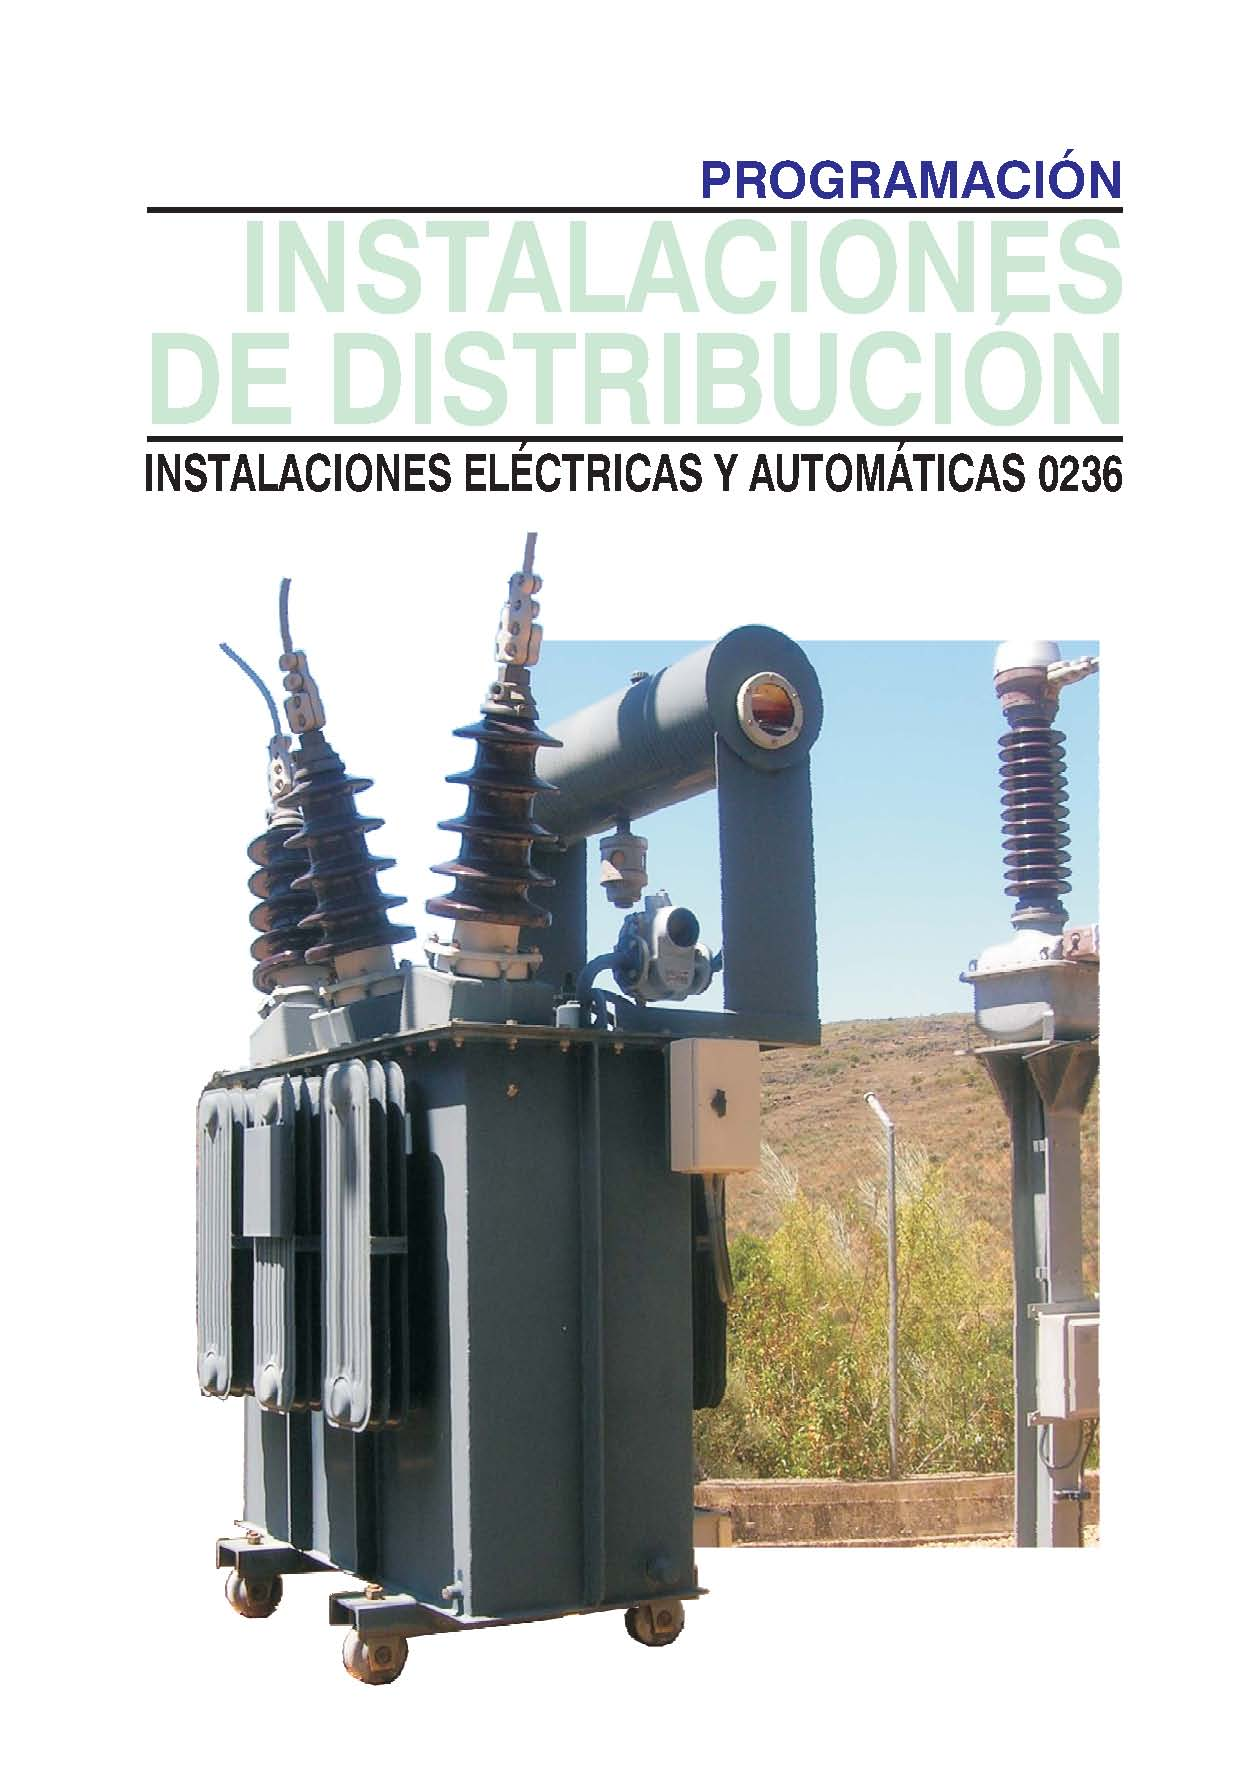 PROGRAMACIÓN
INSTALACIONES
DE DISTRIBUCIÓN
INSTALACIONES ELÉCTRICAS Y AUTOMÁTICAS 0236